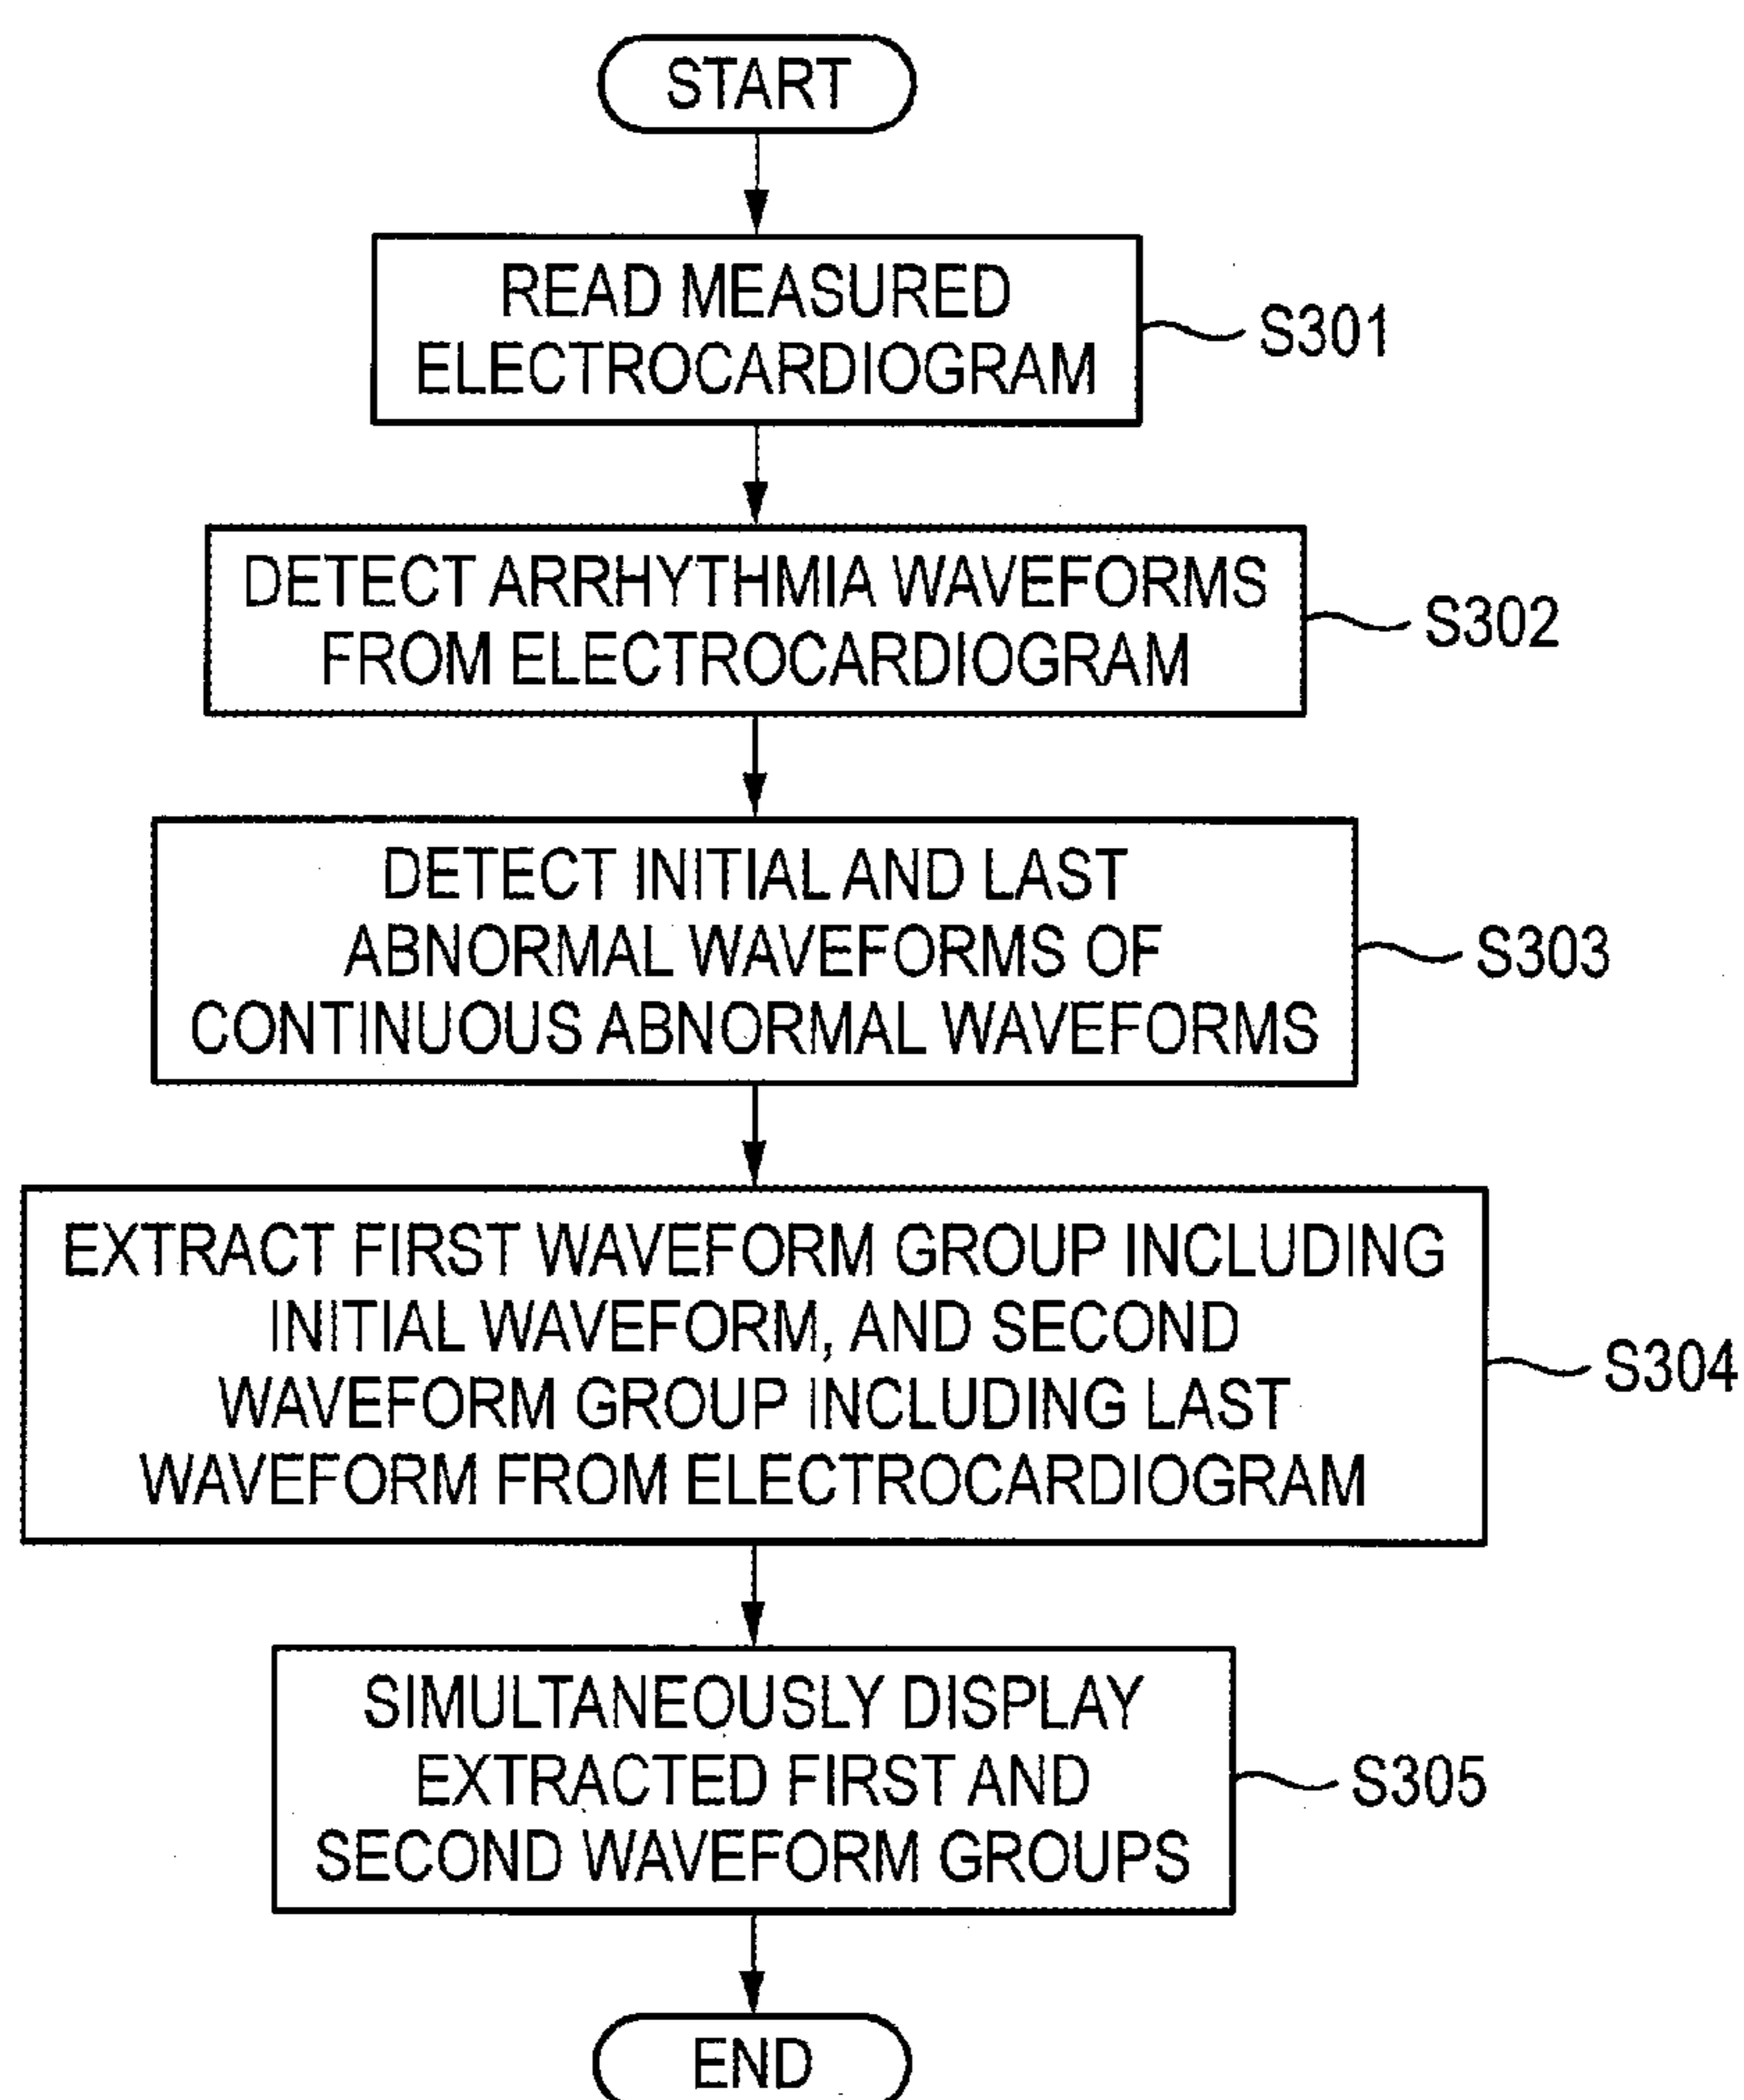 START
READ MEASURED
ELECTROCARDIOGRAM
S301
DETECT ARRHYTHMIA WAVEFORMS
FROM ELECTROCARDIOGRAM
S302
DETECT INITIAL AND LAST
ABNORMAL WAVEFORMS OF
CONTINUOUS ABNORMAL WAVEFORMS
S303
EXTRACT FIRST WAVEFORM GROUP INCLUDING
INITIAL WAVEFORM, AND SECOND
WAVEFORM GROUP INCLUDING LAST
WAVEFORM FROM ELECTROCARDIOGRAM
S304
SIMULTANEOUSLY DISPLAY
EXTRACTED FIRST AND
SECOND WAVEFORM GROUPS
S305
END